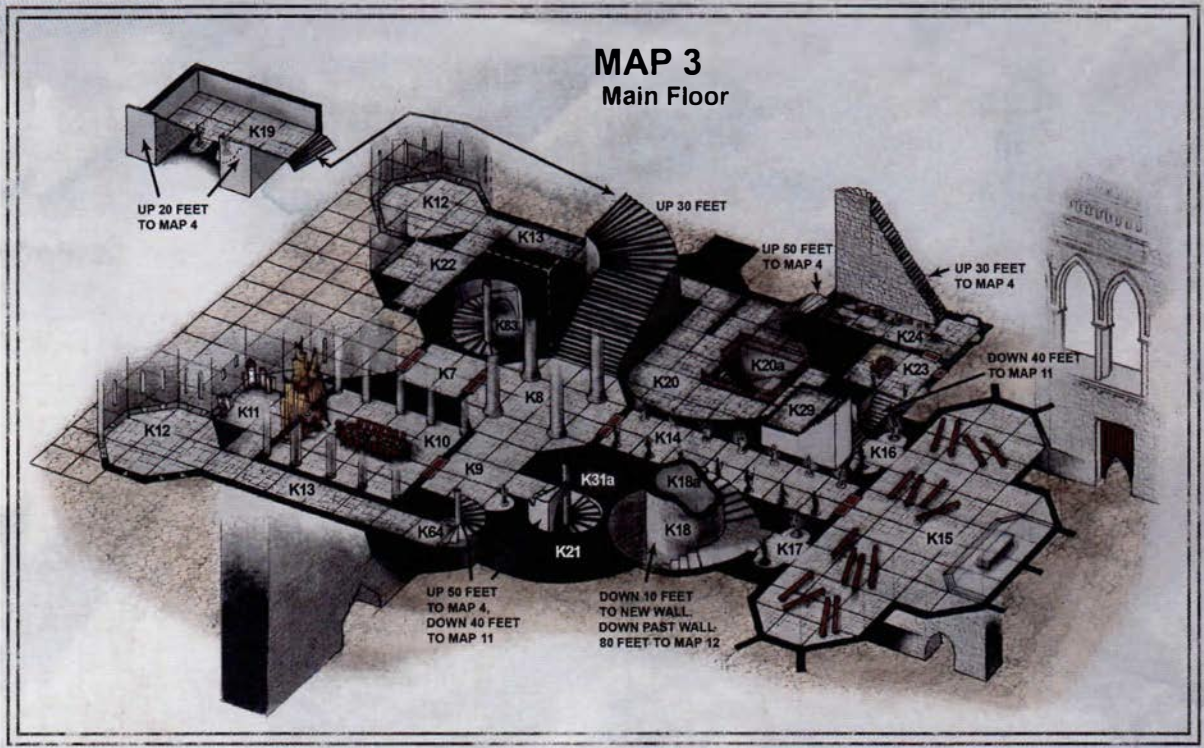 MAP 3
Main Floor
K19
UP 20 FEET
TO MAP 4
K12
K13
UP 30 FEET
K22
UP 50 FEET
TO MAP 4
UP 30 FEET
TO MAP 4
K83
K24
K23
DOWN 40 FEET
TO MAP 11
K7
K8
K20
K20a
K29
K11
K12
K10
K14
K16
K9
K13
K31a
K18a
K64
K21
K18
K17
K15
UP 50 FEET
TO MAP 4,
DOWN 40 FEET
TO MAP 11
DOWN 10 FEET
TO NEW WALL.
DOWN PAST WALL-
80 FEET TO MAP 12